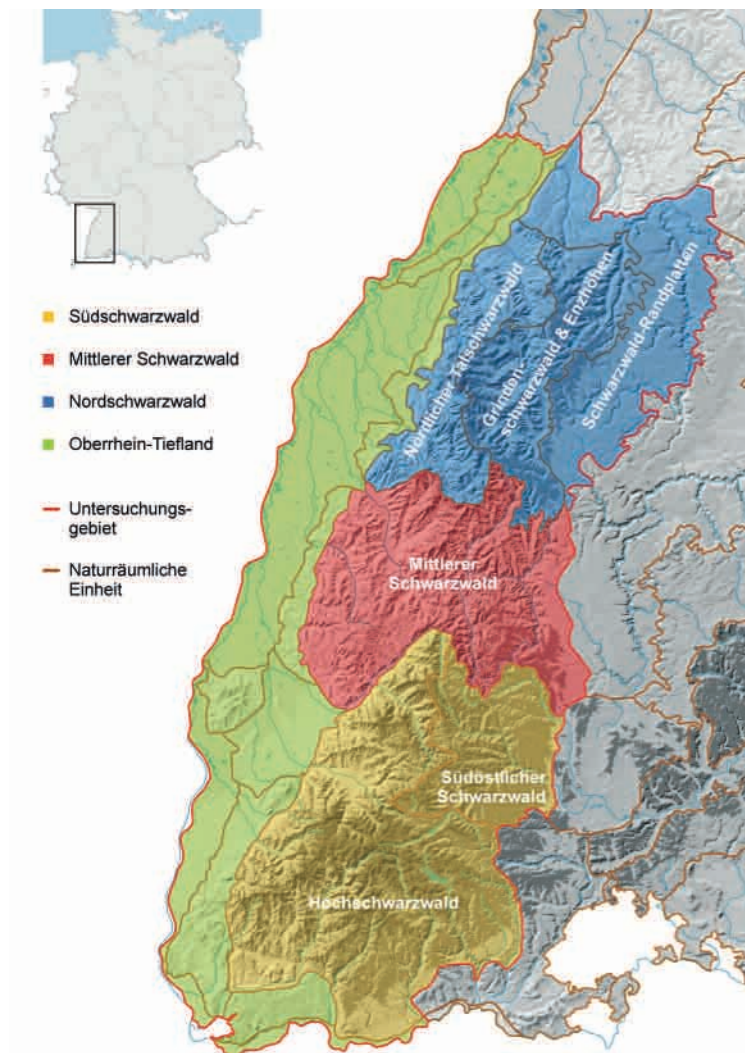 Südschwarzwald
Mittlerer Schwarzwald
Nordschwarzwald
Oberrhein-Tiefland
Untersuchungs-
gebiet
Naturräumliche
Einheit
Nördlicher Talschwarzwald
Grinden-
schwarzwald & Enzhöhen
Schwarzwald-Randplatten
Mittlerer
Schwarzwald
Südöstlicher
Schwarzwald
Hochschwarzwald